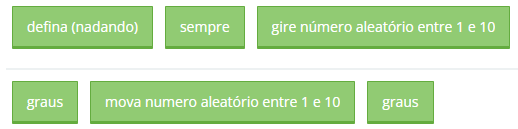 defina (nadando) sempre gire número aleatório entre 1 e 10
graus mova numero aleatório entre 1 e 10 graus